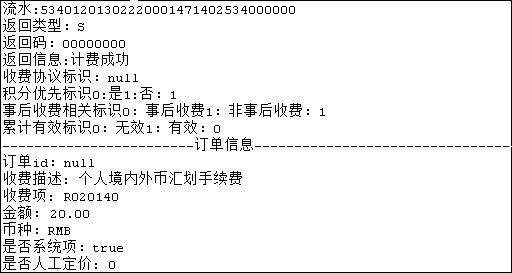 流水:5340120130222000147140253400​0000
返回类型: S
返回码: 00000000
返回信息:计费成功
收费协议标识: null
积分优先标识0:是1:否: 1
事后收费相关标识0: 事后收费1: 非事后收费: 1
累计有效标识0: 无效1: 有效: 0
------------------------订单信息--------------------------------
订单id: null
收费描述: 个人境内外币汇划手续费
收费项: R020140
金额: 20.00
币种: RMB
是否系统项: true
是否人工定价: 0